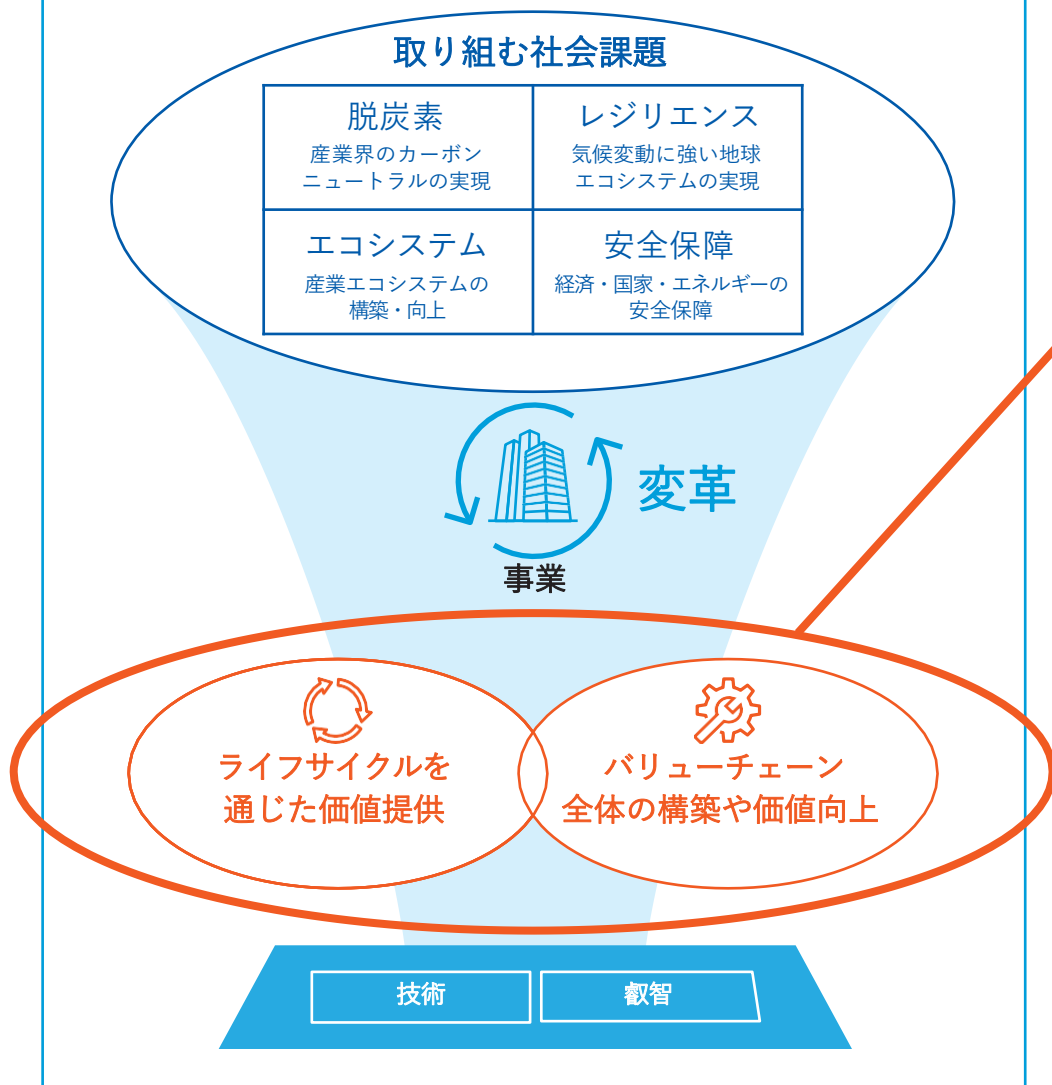 取り組む社会課題
脱炭素
産業界のカーボン
ニュートラルの実現
レジリエンス
気候変動に強い地球
エコシステムの実現
エコシステム
産業エコシステムの
構築・向上
安全保障
経済・国家・エネルギーの
安全保障
変革
事業
ライフサイクルを
通じた価値提供
バリューチェーン
全体の構築や価値向上
技術
叡智